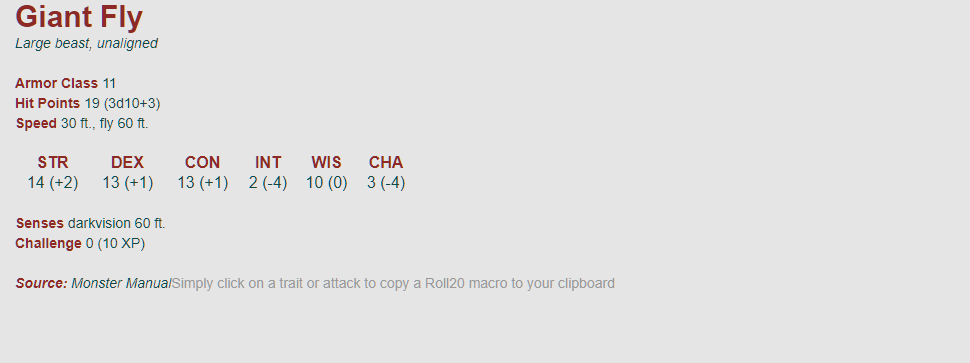 Giant Fly
Large beast, unaligned
Armor Class 11
Hit Points 19 (3d10+3)
Speed 30 ft., fly 60 ft.
STR DEX CON INT WIS CHA
14 (+2) 13 (+1) 13 (+1) 2 (-4) 10 (0) 3 (-4)
Senses darkvision 60 ft.
Challenge 0 (10 XP)
Source: Monster ManualSimply click on a trait or attack to copy a Roll20 macro to your clipboard